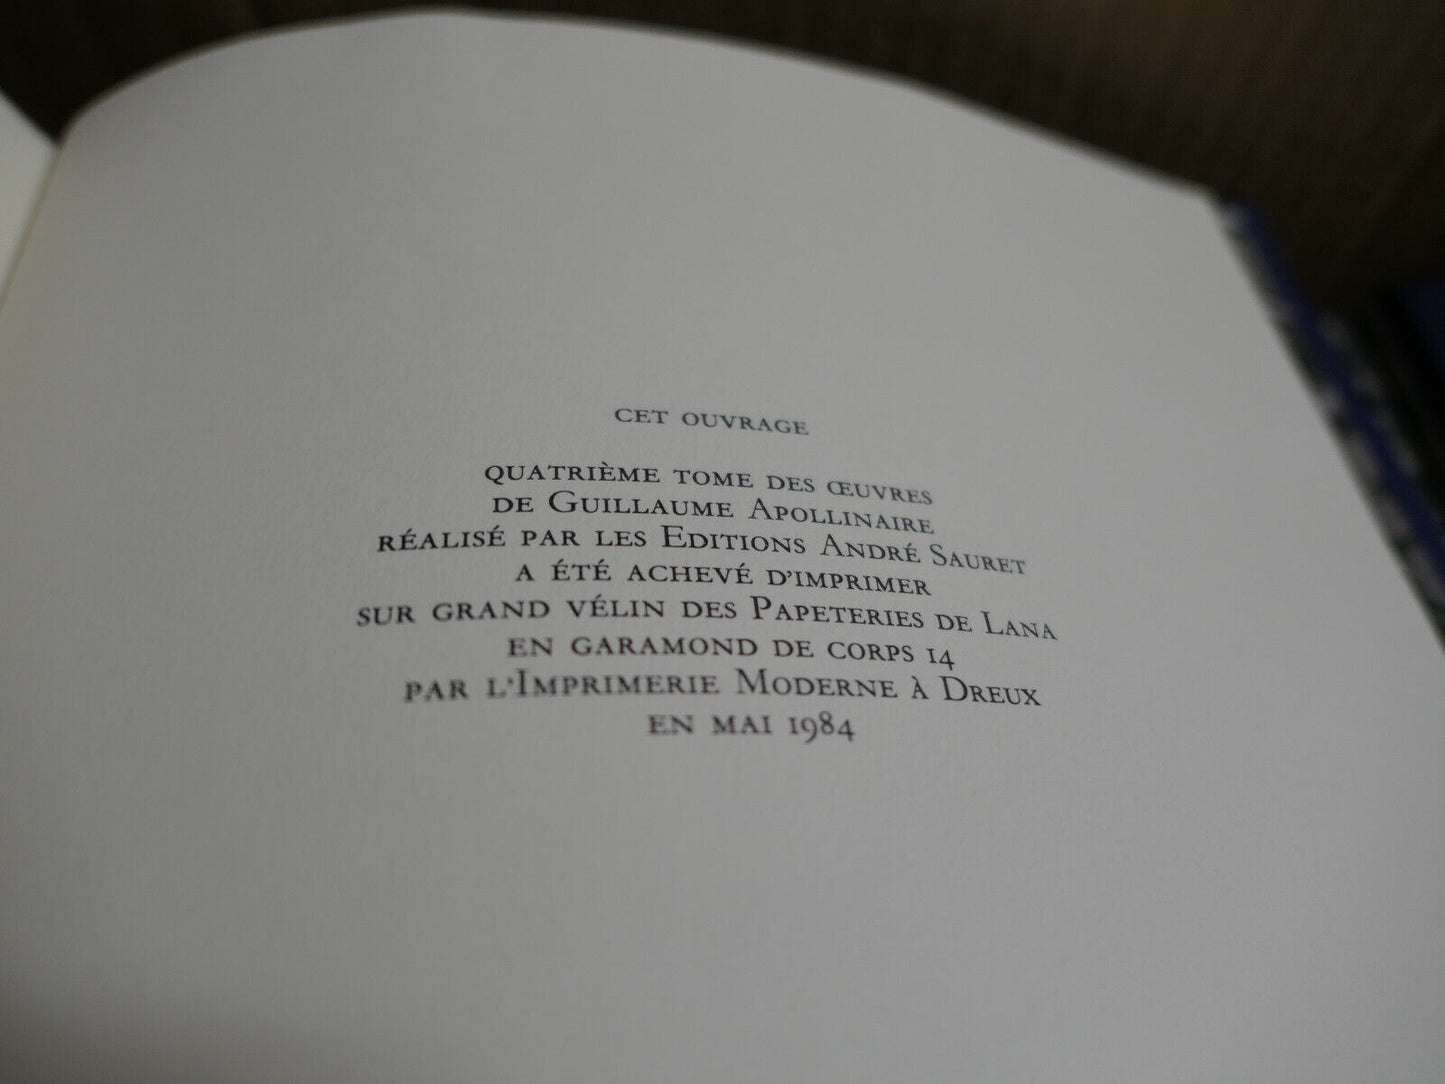 CET OUVRAGE
QUATRIÈME TOME DES ŒUVRES
DE GUILLAUME APOLLINAIRE
RÉALISÉ PAR LES EDITIONS ANDRÉ SAURET
A ÉTÉ ACHEVÉ D'IMPRIMER
SUR GRAND VÉLIN DES PAPETERIES DE LANA
EN GARAMOND DE CORPS 14
PAR L'IMPRIMERIE MODERNE À DREUX
EN MAI 1984